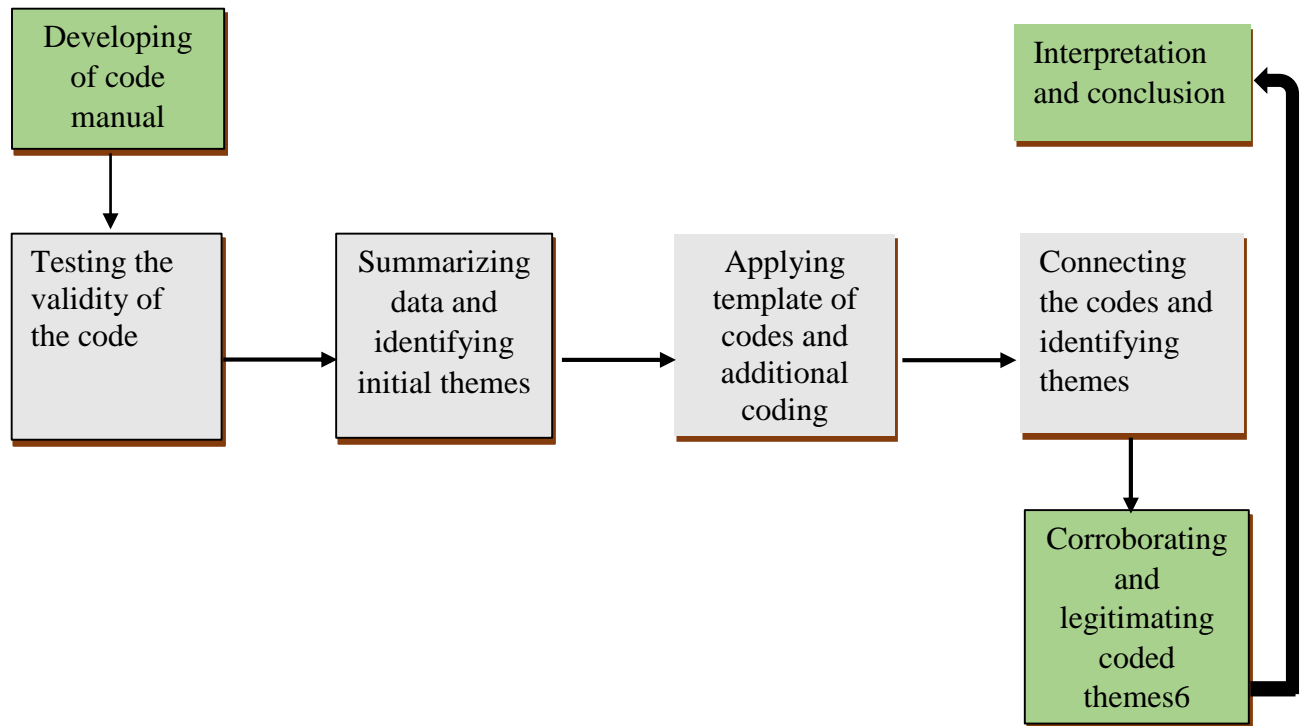 Developing
of code
manual
Testing the
validity of
the code
Summarizing
data and
identifying
initial themes
Applying
template of
codes and
additional
coding
Connecting
the codes and
identifying
themes
Corroborating
and
legitimating
coded
themes6
Interpretation
and conclusion